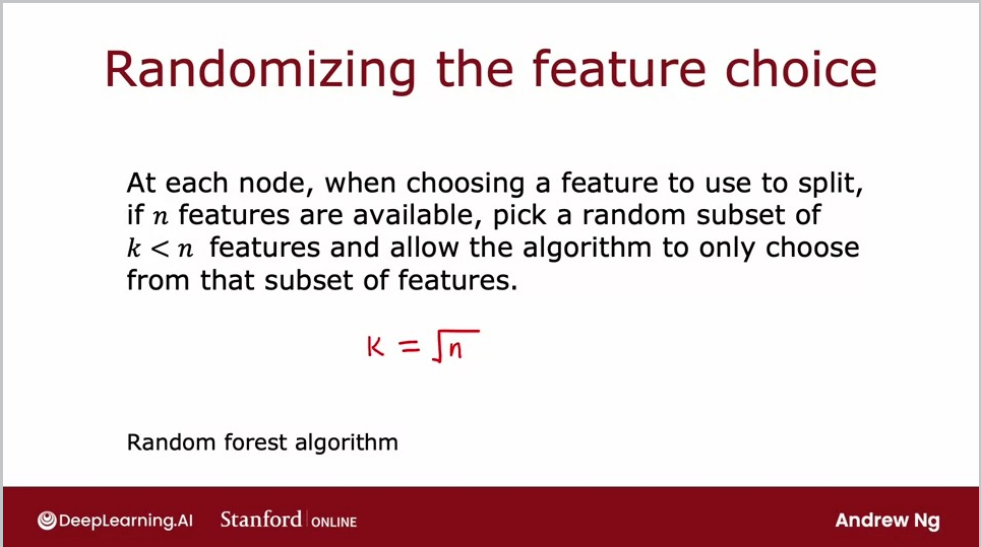 Randomizing the feature choice
At each node, when choosing a feature to use to split,
if n features are available, pick a random subset of
k < n features and allow the algorithm to only choose
from that subset of features.
K = √n
Random forest algorithm
DeepLearning.AI Stanford ONLINE Andrew Ng